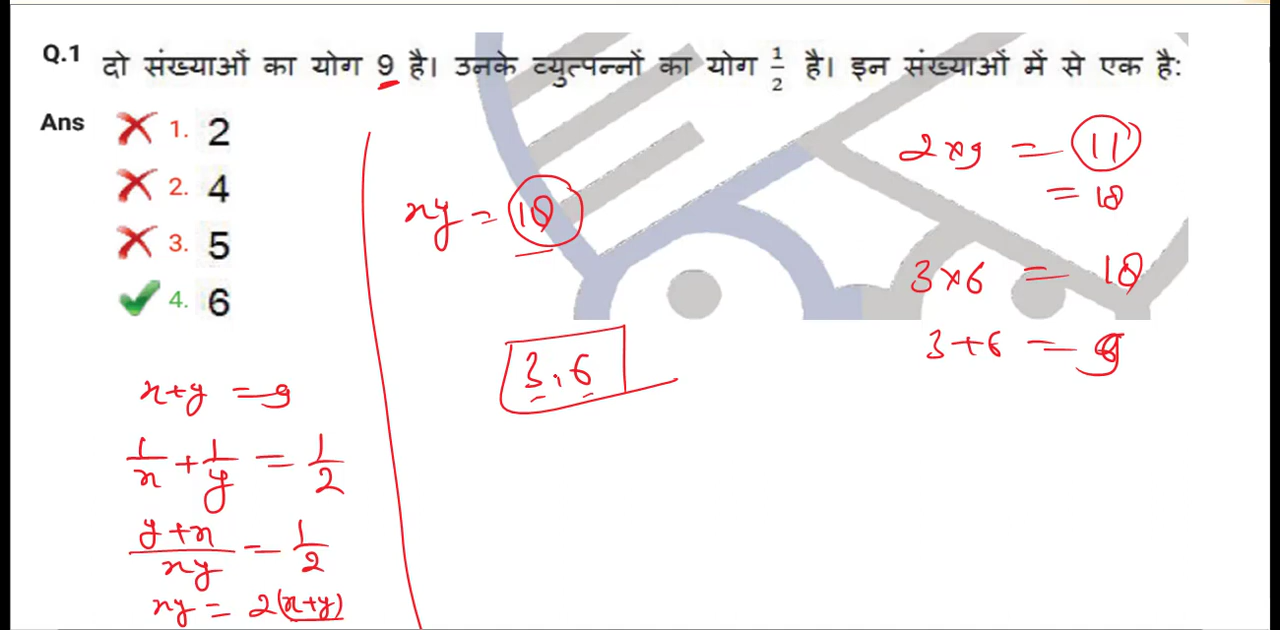 Q.1 दो संख्याओं का योग 9 है। उनके व्युत्पन्नों का योग 1/2 है। इन संख्याओं में से एक है:
Ans 1. 2
2. 4
3. 5
4. 6
x+y = 9
1/x + 1/y = 1/2
y+x/xy = 1/2
xy = 2(x+y)
xy = 18
3,6
2×9 = 11
= 18
3×6 = 18
3+6 = 9